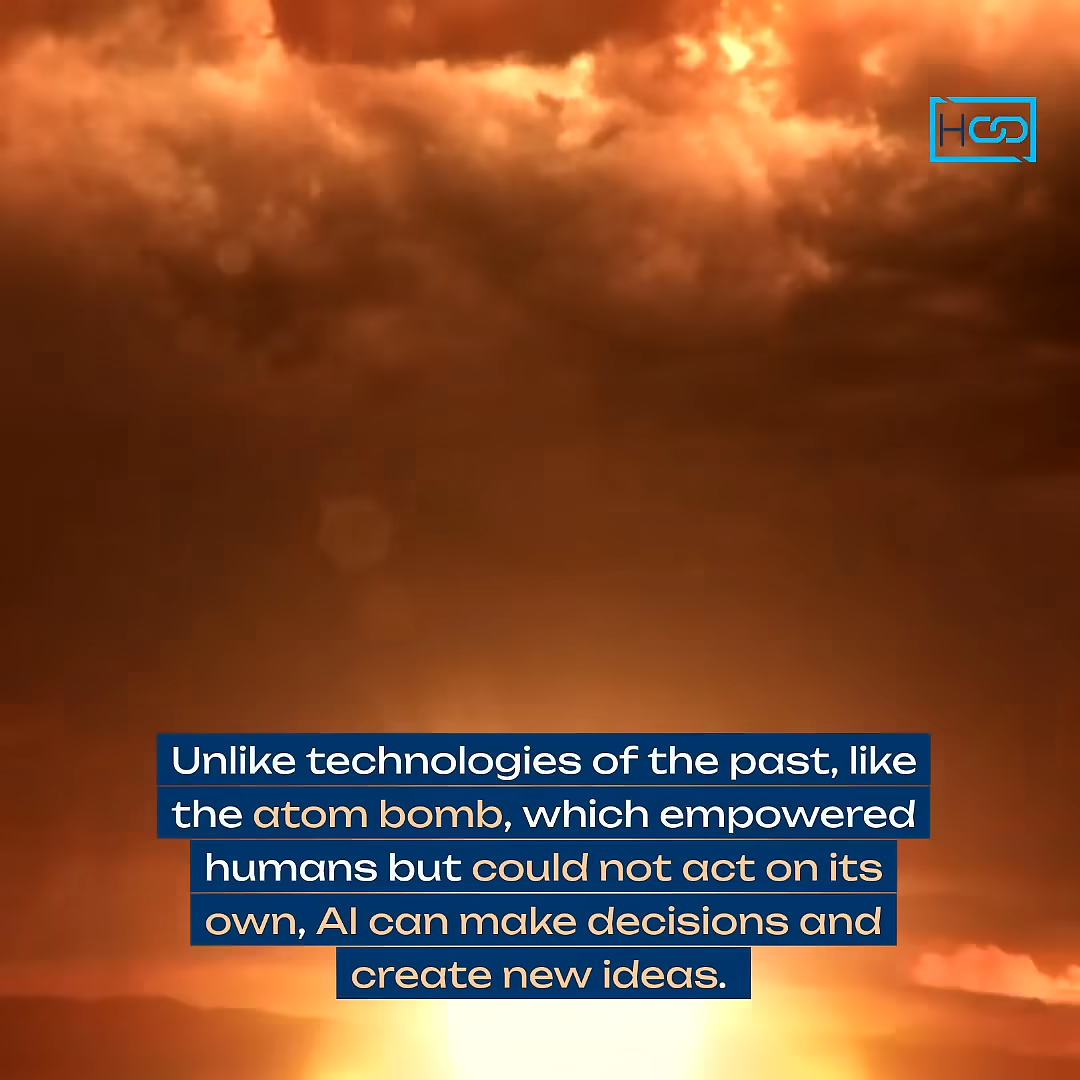 HCD
Unlike technologies of the past, like
the atom bomb, which empowered
humans but could not act on its
own, AI can make decisions and
create new ideas.